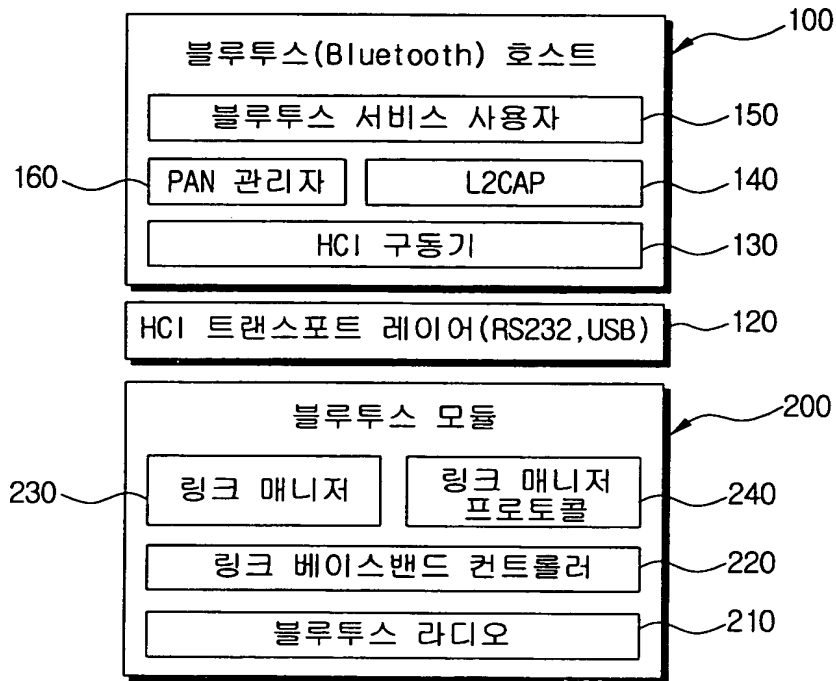 100
블루투스(Bluetooth) 호스트
블루투스 서비스 사용자
150
160
PAN 관리자
L2CAP
140
HCI 구동기
130
HCI 트랜스포트 레이어(RS232,USB)
120
블루투스 모듈
200
230
링크 매니저
링크 매니저
프로토콜
240
링크 베이스밴드 컨트롤러
220
블루투스 라디오
210